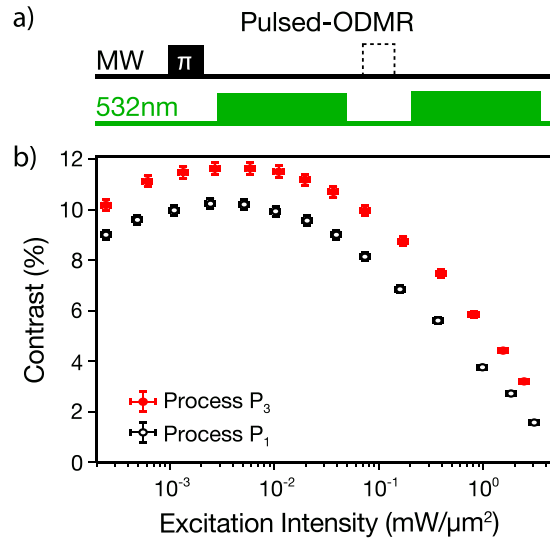 a)
Pulsed-ODMR
MW π
532nm
b)
12
10
8
6
4
2
0
Contrast (%)
Process P₃
Process P₁
10⁻³ 10⁻² 10⁻¹ 10⁰
Excitation Intensity (mW/μm²)